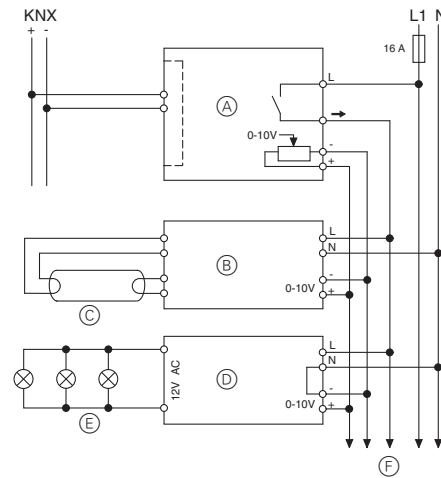 KNX
+ -
L1 N
16 A
L
A
0-10V
-
+
L
B
N
-
0-10V +
C
L
12V AC
D
N
-
0-10V +
E
F